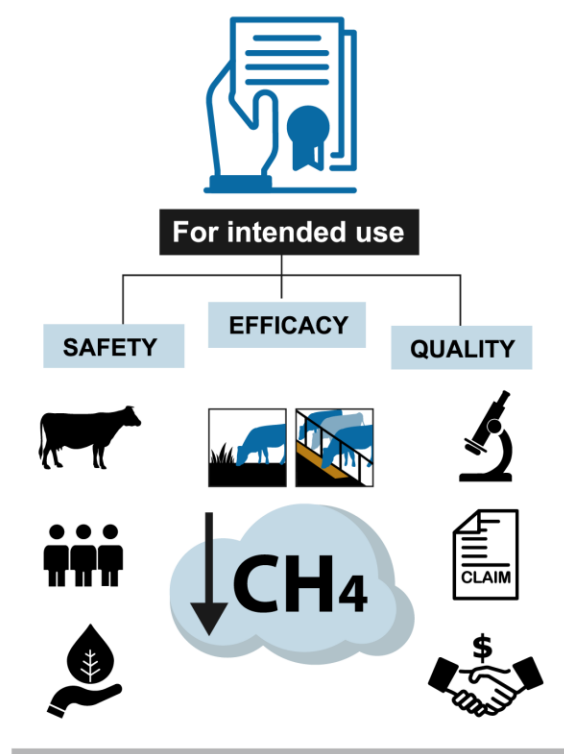 For intended use
SAFETY
EFFICACY
QUALITY
CH4
CLAIM
$